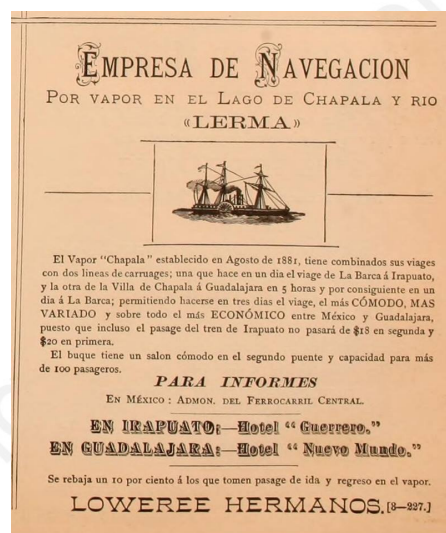 EMPRESA DE NAVEGACION
POR VAPOR EN EL LAGO DE CHAPALA Y RIO
«LERMA»
El Vapor "Chapala" establecido en Agosto de 1881, tiene combinados sus viages
con dos lineas de carruages; una que hace en un dia el viage de La Barca á Irapuato,
y la otra de la Villa de Chapala á Guadalajara en 5 horas y por consiguiente en un
dia á La Barca; permitiendo hacerse en tres dias el viage, el más CÓMODO, MAS
VARIADO y sobre todo el más ECONÓMICO entre México y Guadalajara,
puesto que incluso el pasage del tren de Irapuato no pasará de $18 en segunda y
$20 en primera.
El buque tiene un salon cómodo en el segundo puente y capacidad para más
de 100 pasageros.
PARA INFORMES
EN MÉXICO: ADMON. DEL FERROCARRIL CENTRAL.
EN IRAPUATO:—Hotel "Guerrero."
EN GUADALAJARA:—Hotel "Nuevo Mundo."
Se rebaja un 10 por ciento á los que tomen pasage de ida y regreso en el vapor.
LOWEREE HERMANOS. [8—227.]